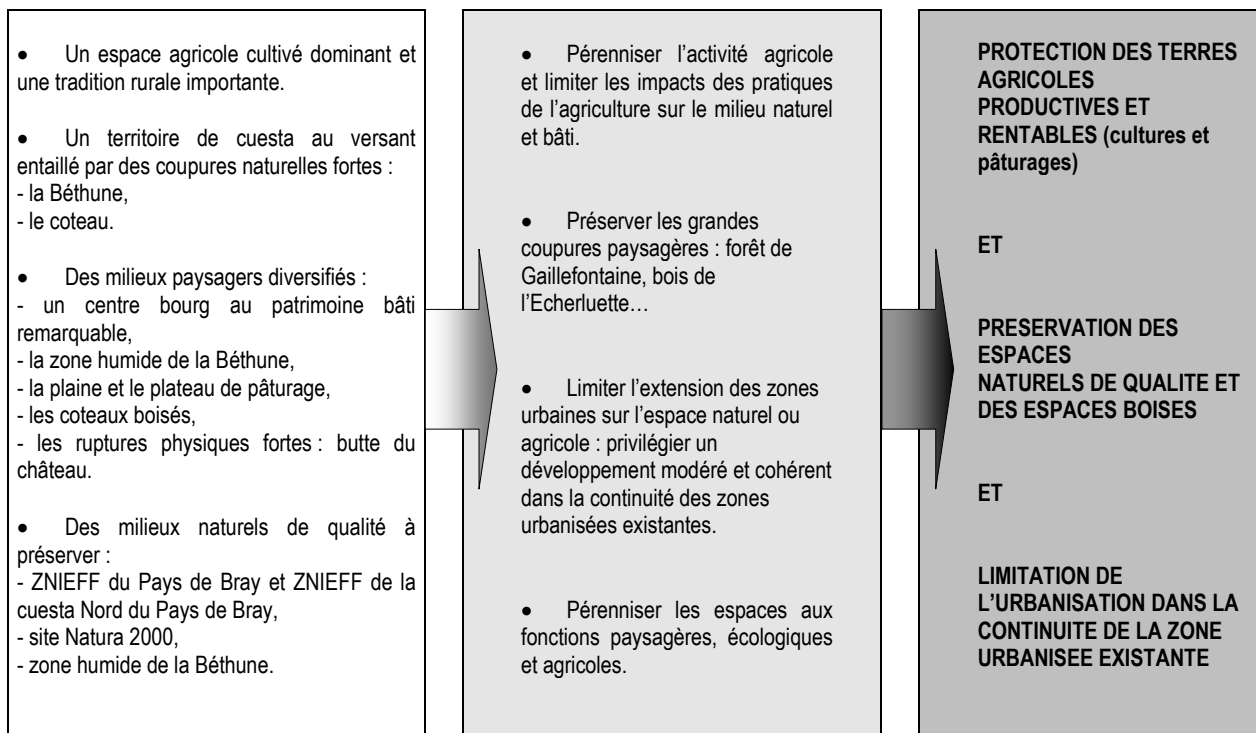 • Un espace agricole cultivé dominant et
une tradition rurale importante.
• Un territoire de cuesta au versant
entaillé par des coupures naturelles fortes :
- la Béthune,
- le coteau.
• Des milieux paysagers diversifiés :
- un centre bourg au patrimoine bâti
remarquable,
- la zone humide de la Béthune,
- la plaine et le plateau de pâturage,
- les coteaux boisés,
- les ruptures physiques fortes : butte du
château.
• Des milieux naturels de qualité à
préserver :
- ZNIEFF du Pays de Bray et ZNIEFF de la
cuesta Nord du Pays de Bray,
- site Natura 2000,
- zone humide de la Béthune.
• Pérenniser l’activité agricole
et limiter les impacts des pratiques
de l’agriculture sur le milieu naturel
et bâti.
• Préserver les grandes
coupures paysagères : forêt de
Gaillefontaine, bois de
l’Echerluette…
• Limiter l’extension des zones
urbaines sur l’espace naturel ou
agricole : privilégier un
développement modéré et cohérent
dans la continuité des zones
urbanisées existantes.
• Pérenniser les espaces aux
fonctions paysagères, écologiques
et agricoles.
PROTECTION DES TERRES
AGRICOLES
PRODUCTIVES ET
RENTABLES (cultures et
pâturages)
ET
PRESERVATION DES
ESPACES
NATURELS DE QUALITE ET
DES ESPACES BOISES
ET
LIMITATION DE
L’URBANISATION DANS LA
CONTINUITE DE LA ZONE
URBANISEE EXISTANTE